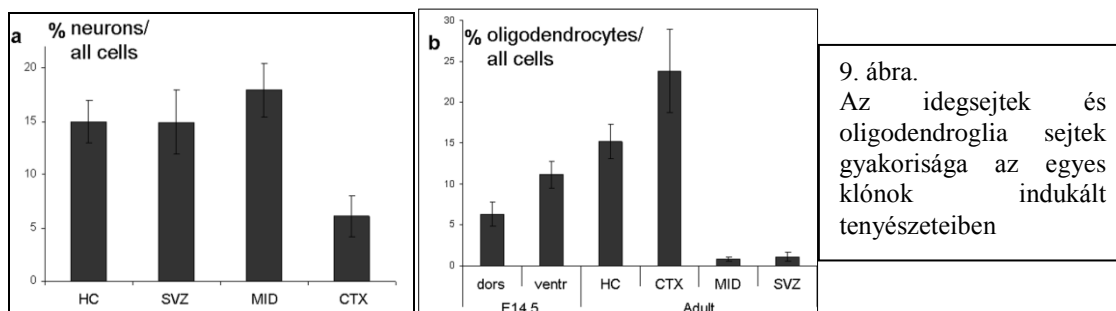 a
% neurons/
all cells
20
15
10
5
0
HC SVZ MID CTX
b
% oligodendrocytes/
all cells
30
25
20
15
10
5
0
dors ventr HC CTX MID SVZ
E14.5 Adult
9. ábra.
Az idegsejtek és
oligodendroglia sejtek
gyakorisága az egyes
klónok indukált
tenyészeteiben